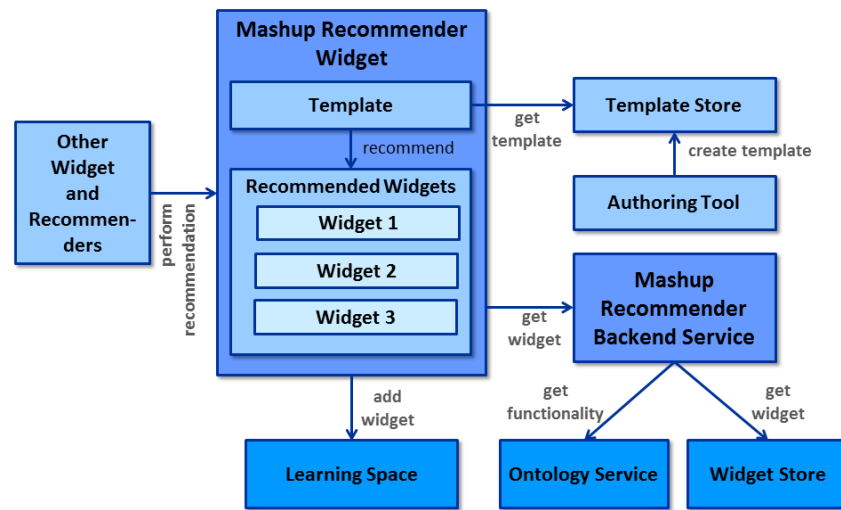 Mashup Recommender
Widget
Template
recommend
Recommended Widgets
Widget 1
Widget 2
Widget 3
Other
Widget
and
Recommen-
ders
perform
recommendation
get
template
Template Store
create template
Authoring Tool
get
widget
Mashup
Recommender
Backend Service
add
widget
get
functionality
get
widget
Learning Space
Ontology Service
Widget Store